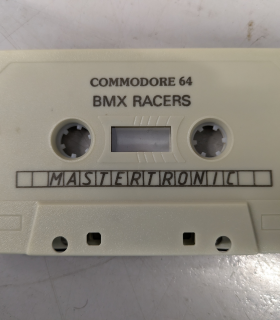 COMMODORE 64
BMX RACERS
MASTERTRONIC